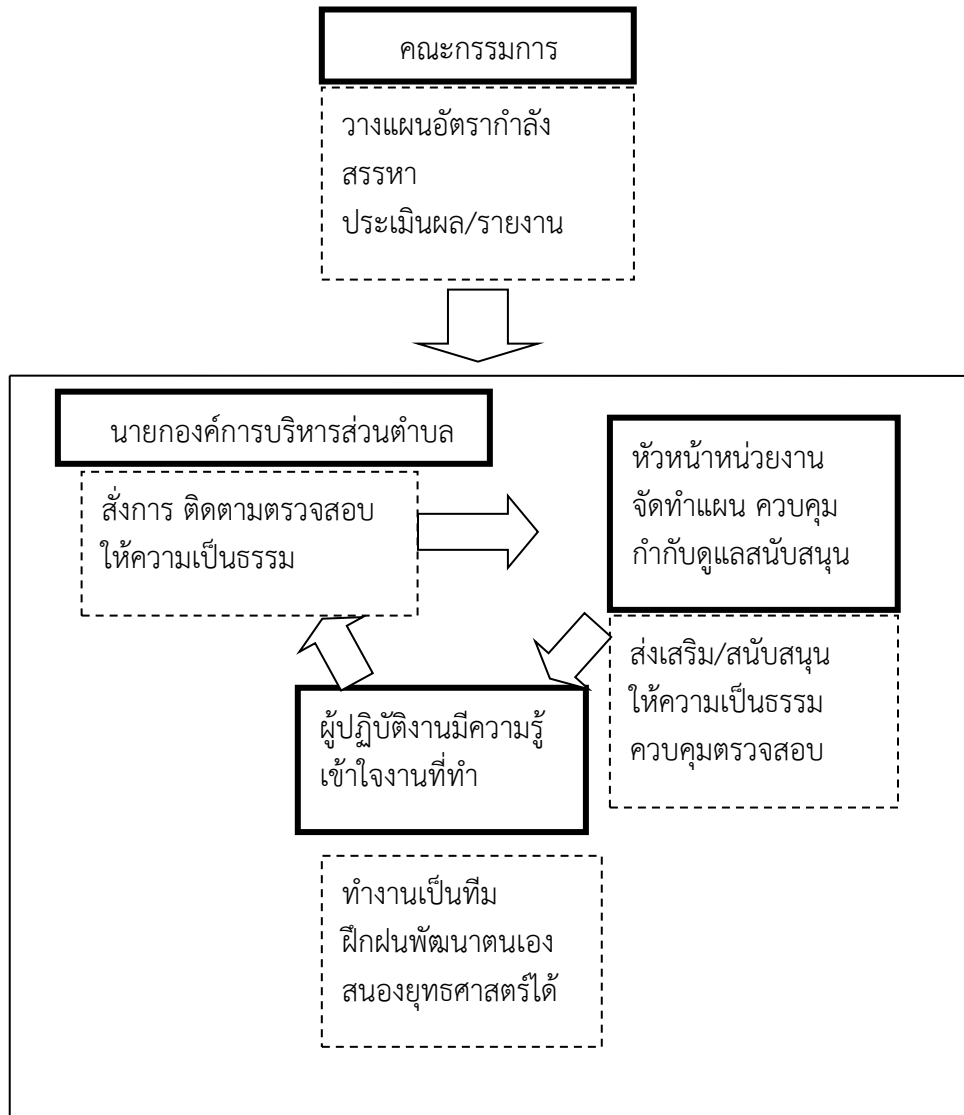 คณะกรรมการ
วางแผนอัตรากำลัง
สรรหา
ประเมินผล/รายงาน
นายกองค์การบริหารส่วนตำบล
สั่งการ ติดตามตรวจสอบ
ให้ความเป็นธรรม
หัวหน้าหน่วยงาน
จัดทำแผน ควบคุม
กำกับดูแลสนับสนุน
ส่งเสริม/สนับสนุน
ให้ความเป็นธรรม
ควบคุมตรวจสอบ
ผู้ปฏิบัติงานมีความรู้
เข้าใจงานที่ทำ
ทำงานเป็นทีม
ฝึกฝนพัฒนาตนเอง
สนองยุทธศาสตร์ได้